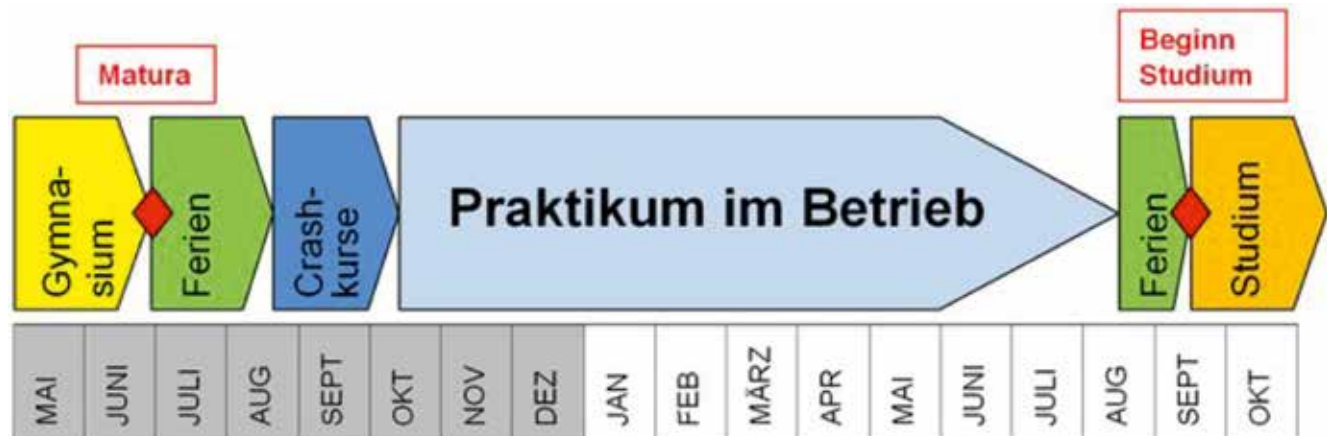 Matura
Beginn
Studium
Gymna-
sium
Ferien
Crash-
kurse
Praktikum im Betrieb
Ferien
Studium
MAI
JUNI
JULI
AUG
SEPT
OKT
NOV
DEZ
JAN
FEB
MÄRZ
APR
MAI
JUNI
JULI
AUG
SEPT
OKT